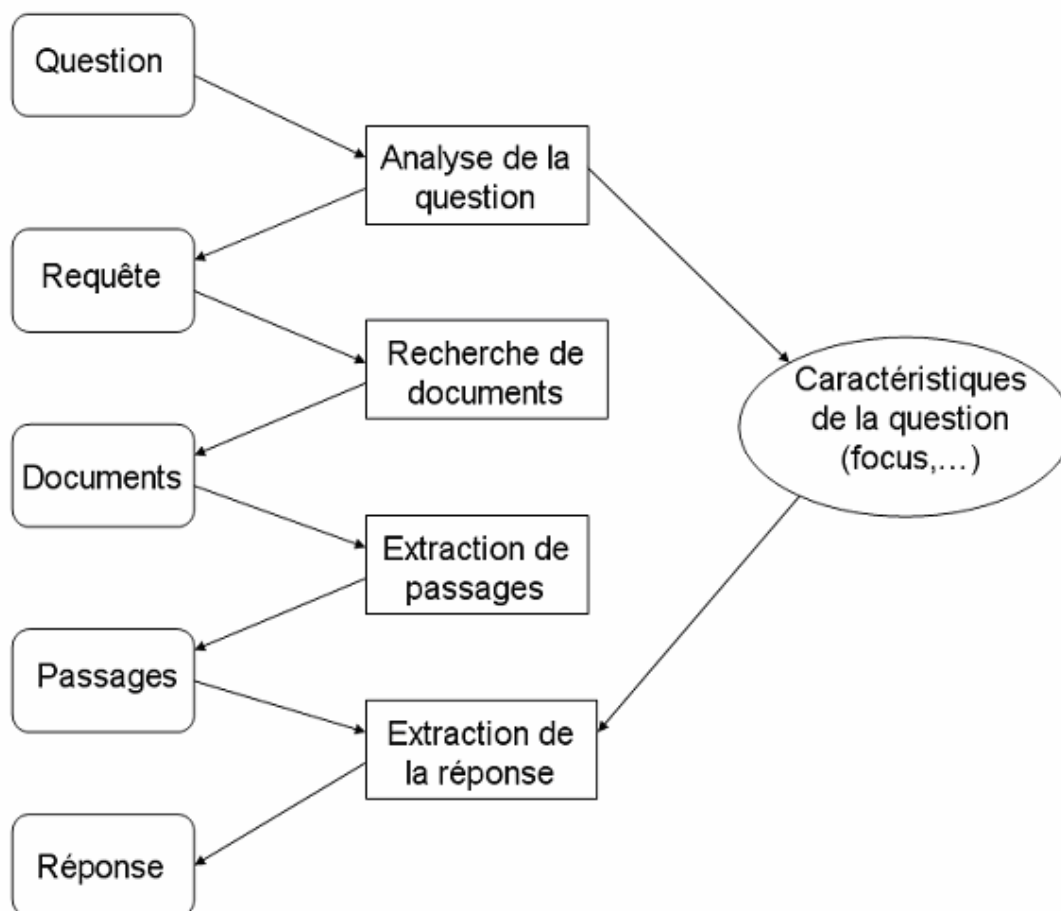 Question
Analyse de la
question
Requête
Recherche de
documents
Caractéristiques
de la question
(focus,…)
Documents
Extraction de
passages
Passages
Extraction de
la réponse
Réponse